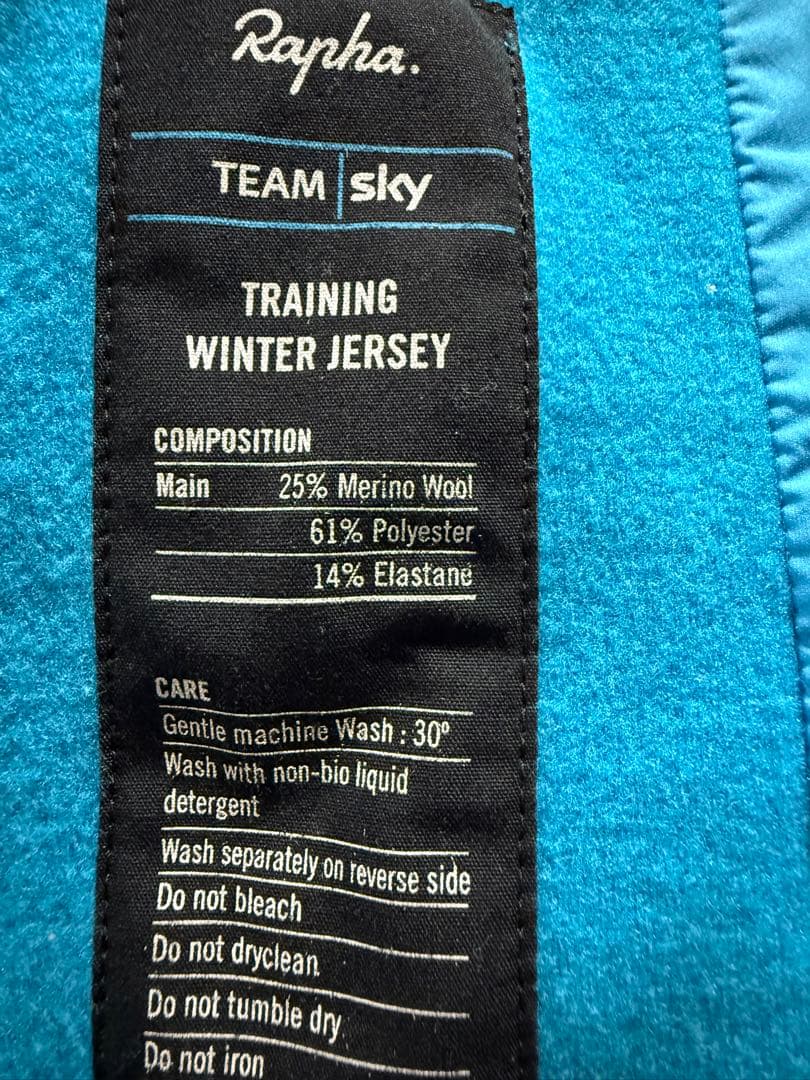 Rapha.
TEAM sky
TRAINING
WINTER JERSEY
COMPOSITION
Main 25% Merino Wool
61% Polyester
14% Elastane
CARE
Gentle machine Wash : 30º
Wash with non-bio liquid
detergent
Wash separately on reverse side
Do not bleach
Do not dryclean
Do not tumble dry
Do not iron